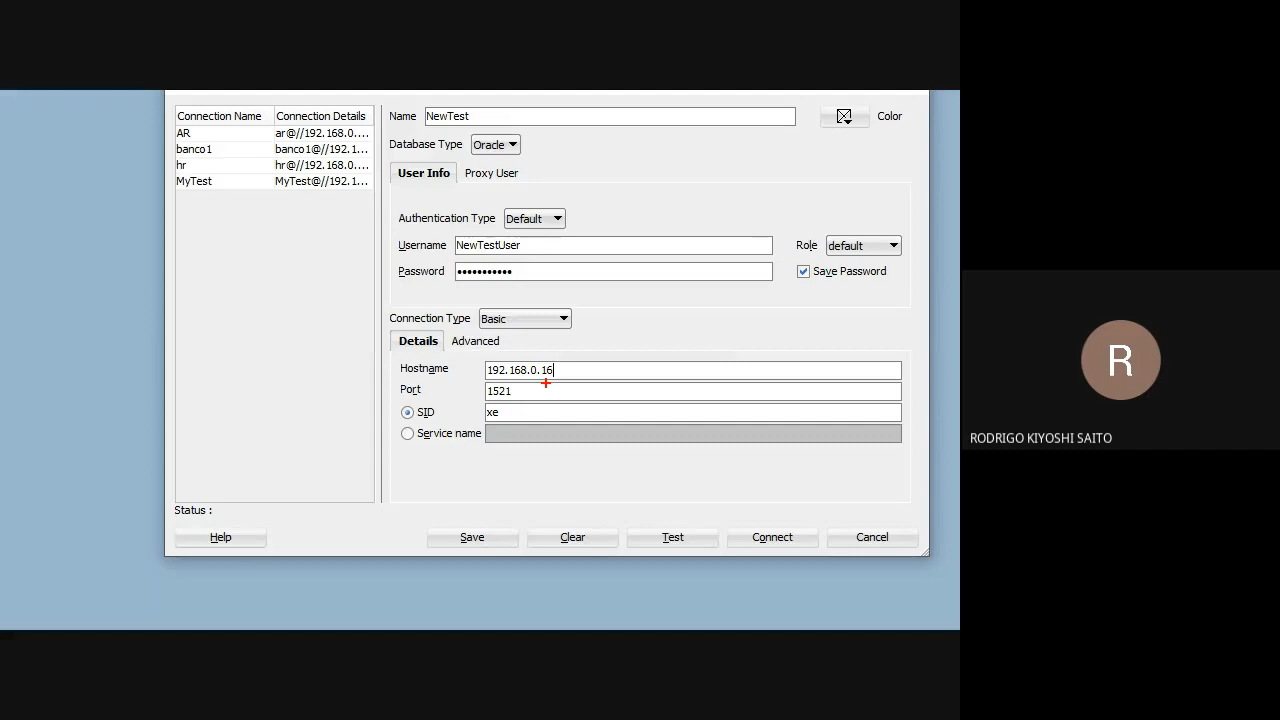 Connection Name Connection Details
AR ar@//192.168.0....
banco1 banco1@//192.1...
hr hr@//192.168.0....
MyTest MyTest@//192.1...
Name NewTest Color
Database Type Oracle
User Info Proxy User
Authentication Type Default
Username NewTestUser Role default
Password ••••••••••• Save Password
Connection Type Basic
Details Advanced
Hostname 192.168.0.16
Port 1521
SID xe
Service name
Status :
Help Save Clear Test Connect Cancel
R
RODRIGO KIYOSHI SAITO